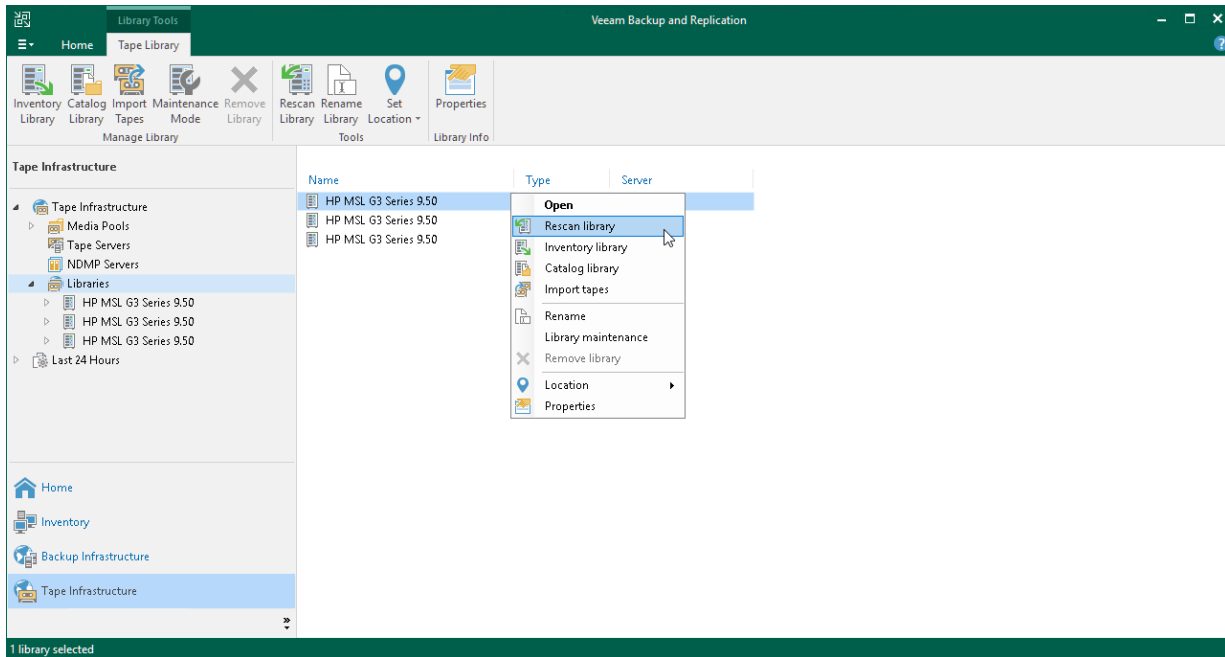 Library Tools
Veeam Backup and Replication
Home
Tape Library
Inventory Library
Catalog Library
Import Tapes
Maintenance Mode
Remove Library
Manage Library
Rescan Library
Rename Library
Set Location
Tools
Properties
Library Info
Tape Infrastructure
Tape Infrastructure
Media Pools
Tape Servers
NDMP Servers
Libraries
HP MSL G3 Series 9.50
HP MSL G3 Series 9.50
HP MSL G3 Series 9.50
Last 24 Hours
Home
Inventory
Backup Infrastructure
Tape Infrastructure
Name
Type
Server
HP MSL G3 Series 9.50
HP MSL G3 Series 9.50
HP MSL G3 Series 9.50
Open
Rescan library
Inventory library
Catalog library
Import tapes
Rename
Library maintenance
Remove library
Location
Properties
1 library selected